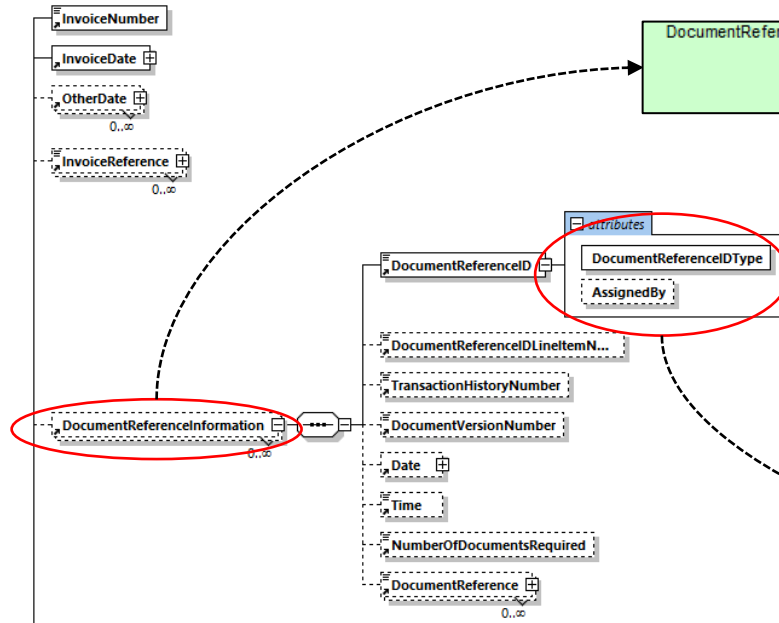 InvoiceNumber
DocumentRefer
InvoiceDate
OtherDate
0..∞
InvoiceReference
0..∞
attributes
DocumentReferenceID
DocumentReferenceIDType
AssignedBy
DocumentReferenceIDLineItemN...
TransactionHistoryNumber
DocumentReferenceInformation
0..∞
DocumentVersionNumber
Date
Time
NumberOfDocumentsRequired
DocumentReference
0..∞